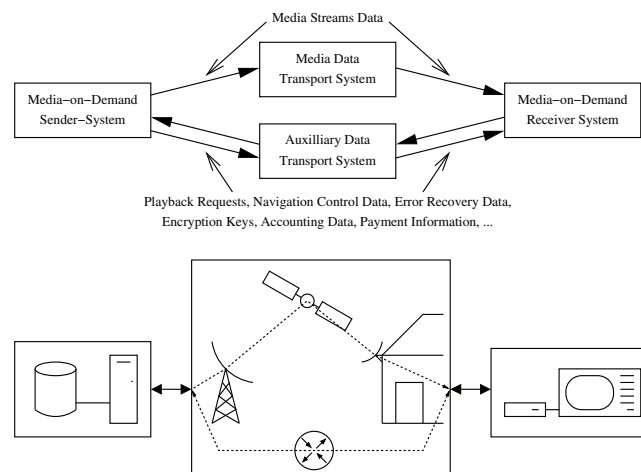 Media Streams Data
Media Data
Transport System
Media−on−Demand
Sender−System
Media−on−Demand
Receiver System
Auxilliary Data
Transport System
Playback Requests, Navigation Control Data, Error Recovery Data,
Encryption Keys, Accounting Data, Payment Information, ...